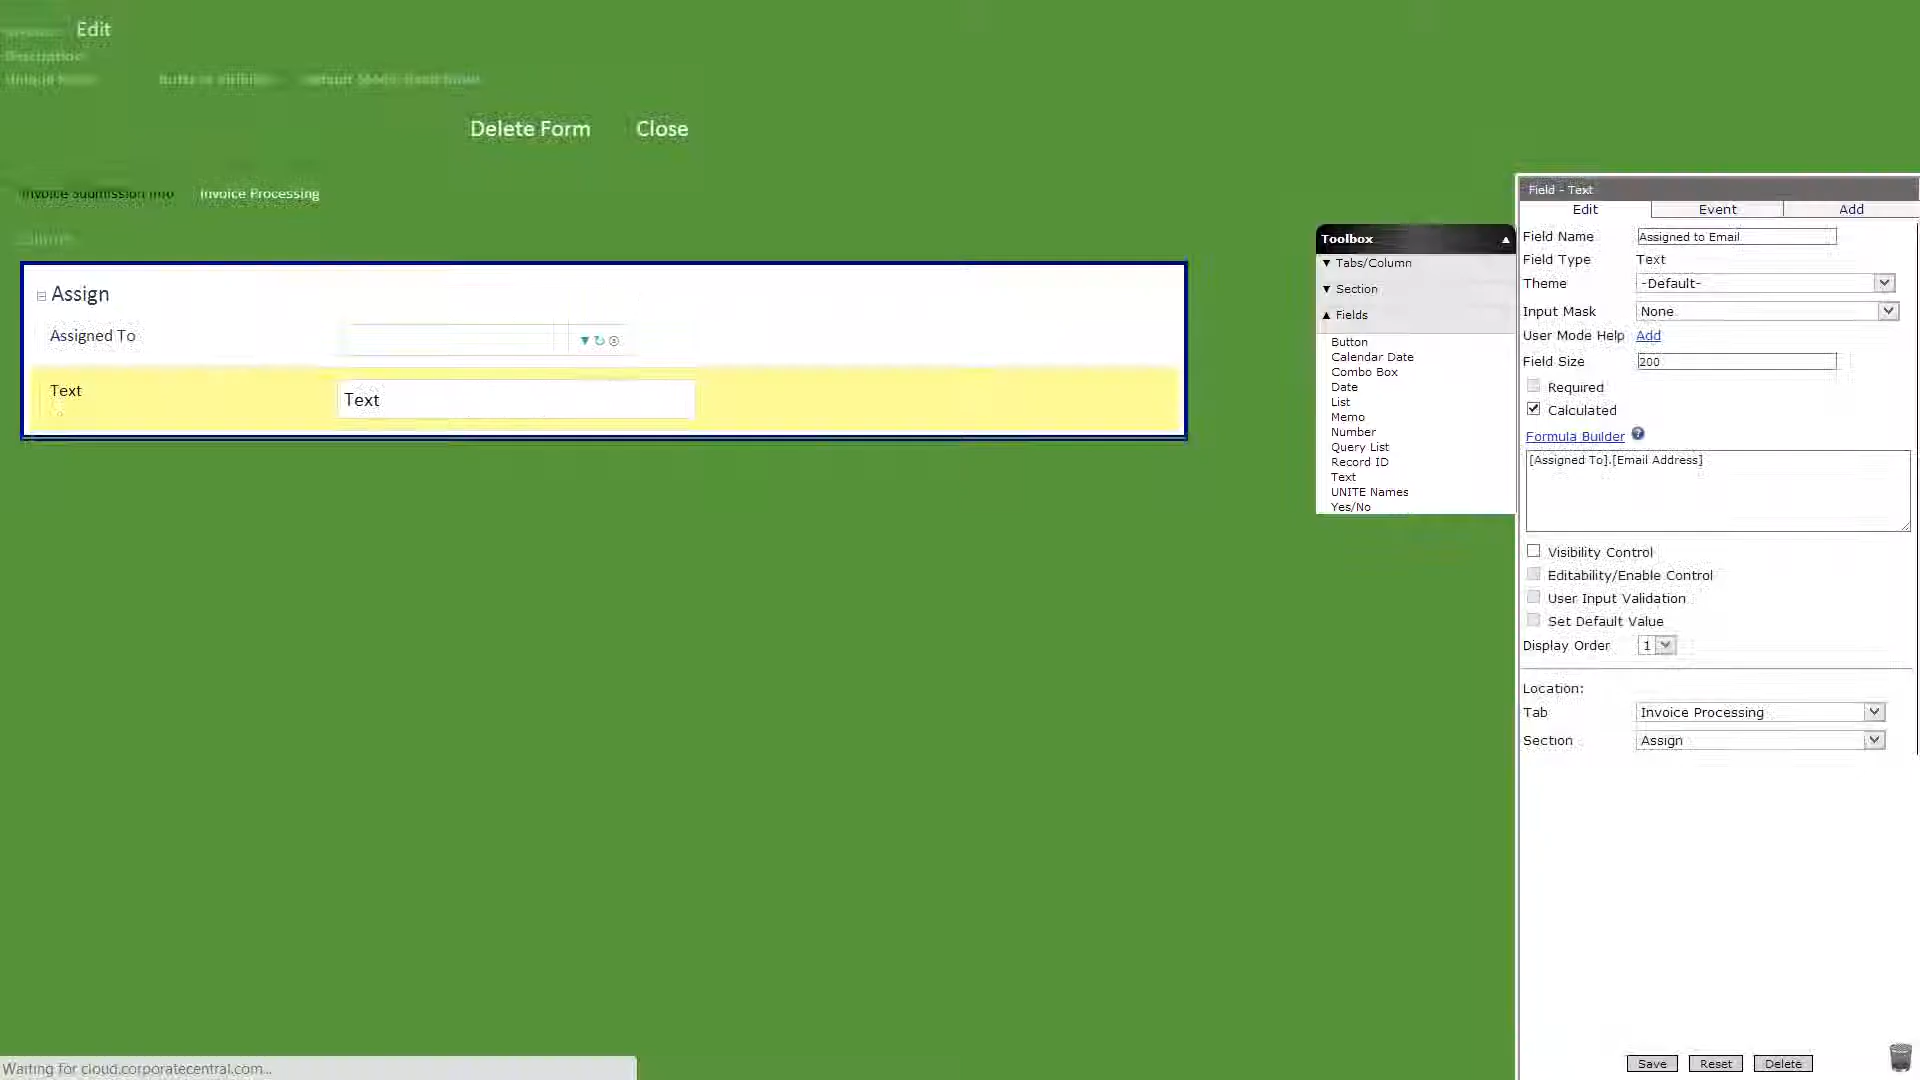 Edit
Description
Delete Form Close
Invoice Submission Info Invoice Processing
Assign
Assigned To
Text Text
Toolbox
Tabs/Column
Section
Fields
Button
Calendar Date
Combo Box
Date
List
Memo
Number
Query List
Record ID
Text
UNITE Names
Yes/No
Field - Text
Edit Event Add
Field Name Assigned to Email
Field Type Text
Theme -Default-
Input Mask None
User Mode Help Add
Field Size 200
Required
Calculated
Formula Builder
[Assigned To].[Email Address]
Visibility Control
Editability/Enable Control
User Input Validation
Set Default Value
Display Order 1
Location:
Tab Invoice Processing
Section Assign
Save Reset Delete
Waiting for cloud.corporatecentral.com...